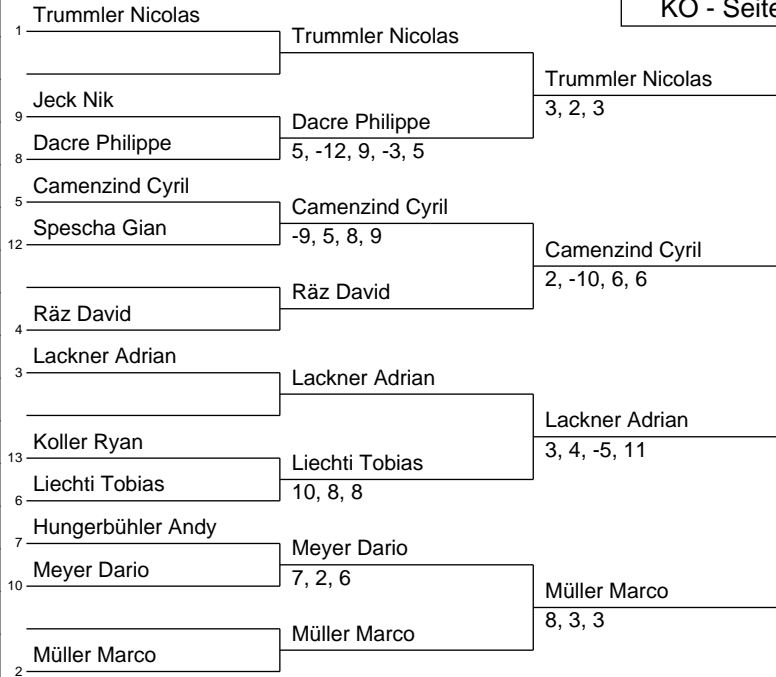 KO - Seite
1 Trummler Nicolas
Trummler Nicolas
Trummler Nicolas
3, 2, 3
9 Jeck Nik
Dacre Philippe
5, -12, 9, -3, 5
8 Dacre Philippe
5 Camenzind Cyril
Camenzind Cyril
-9, 5, 8, 9
12 Spescha Gian
Camenzind Cyril
2, -10, 6, 6
Räz David
4 Räz David
3 Lackner Adrian
Lackner Adrian
Lackner Adrian
3, 4, -5, 11
13 Koller Ryan
Liechti Tobias
10, 8, 8
6 Liechti Tobias
7 Hungerbühler Andy
Meyer Dario
7, 2, 6
10 Meyer Dario
Müller Marco
8, 3, 3
Müller Marco
2 Müller Marco